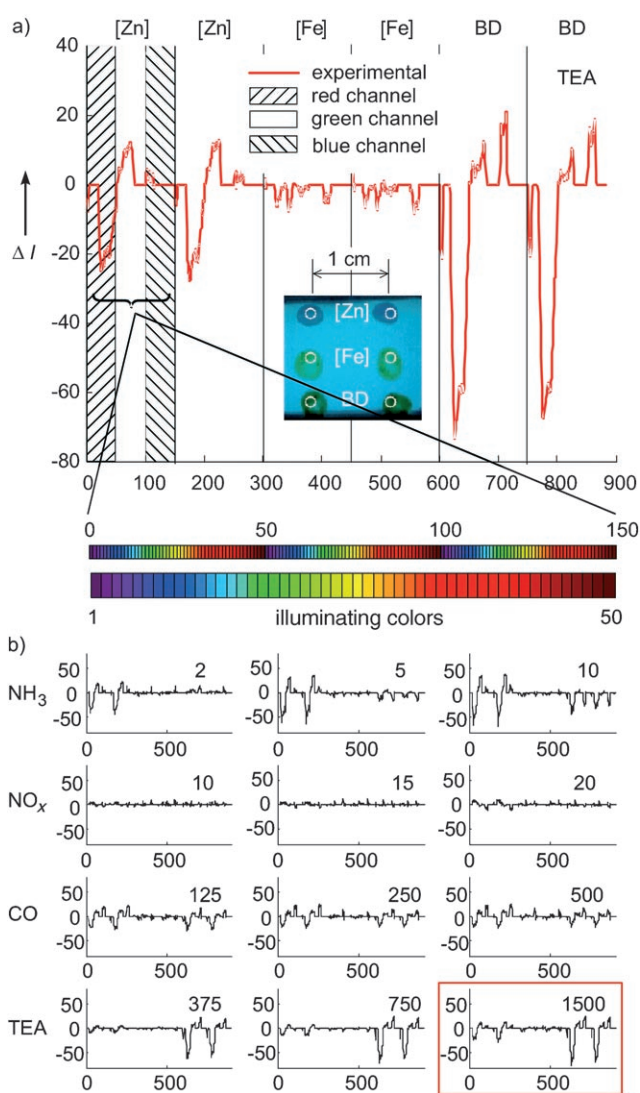 a)
[Zn] [Zn] [Fe] [Fe] BD BD
TEA
experimental
red channel
green channel
blue channel
40
20
0
-20
-40
-60
-80
Δ I
1 cm
[Zn]
[Fe]
BD
0 100 200 300 400 500 600 700 800 900
0 50 100 150
1 illuminating colors 50
b)
NH3 50 0 -50 2 50 0 -50 5 50 0 -50 10
0 500 0 500 0 500
NOx 50 0 -50 10 50 0 -50 15 50 0 -50 20
0 500 0 500 0 500
CO 50 0 -50 125 50 0 -50 250 50 0 -50 500
0 500 0 500 0 500
TEA 50 0 -50 375 50 0 -50 750 50 0 -50 1500
0 500 0 500 0 500